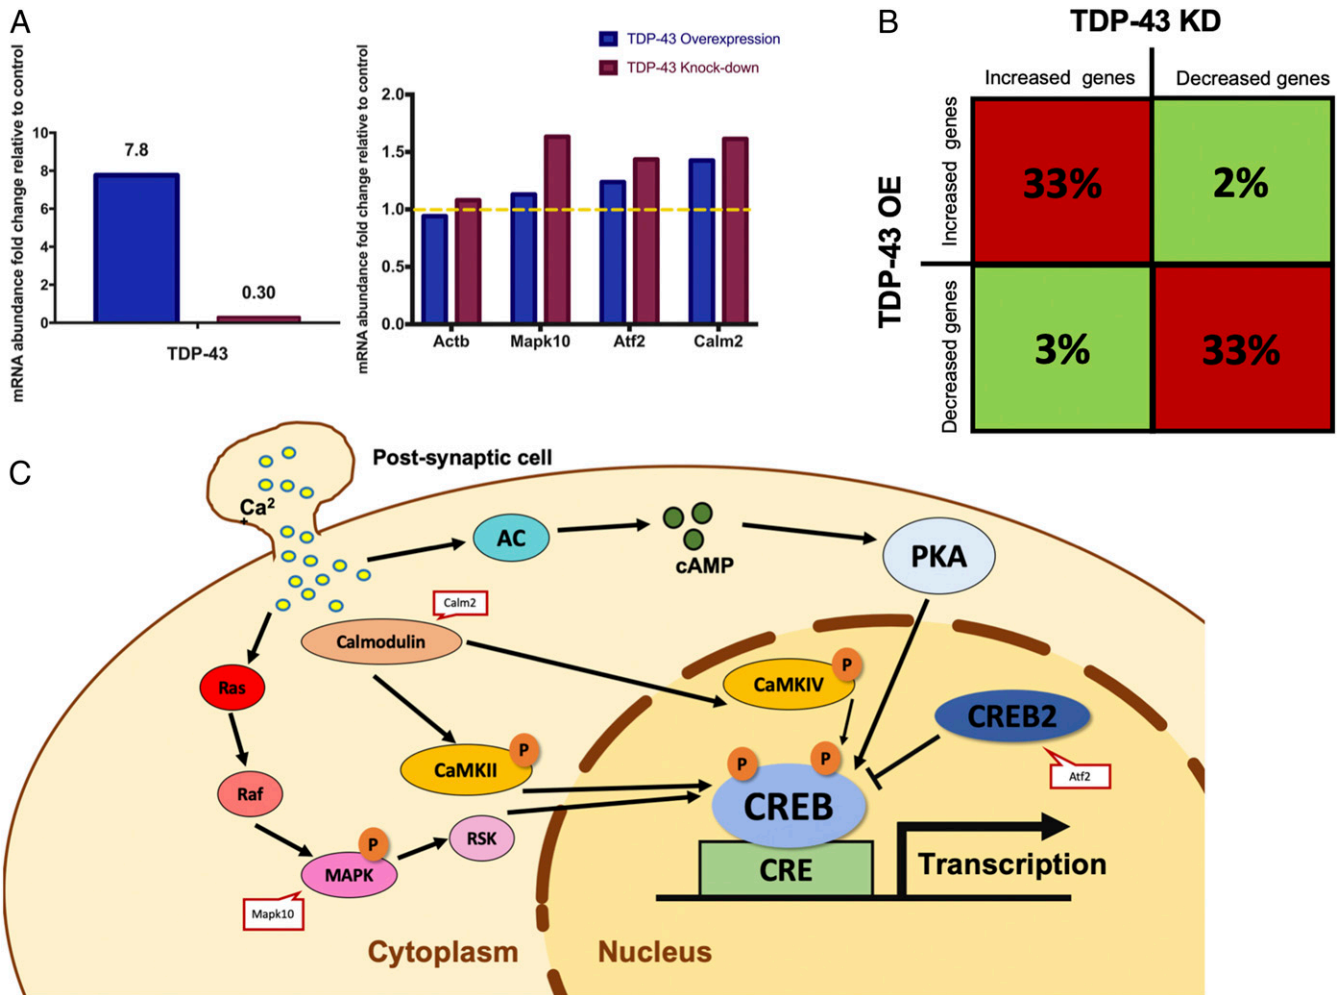 A
mRNA abundance fold change relative to control
10
8
6
4
2
0
7.8
0.30
TDP-43
TDP-43 Overexpression
TDP-43 Knock-down
mRNA abundance fold change relative to control
2.0
1.5
1.0
0.5
0.0
Actb
Mapk10
Atf2
Calm2
B
TDP-43 KD
Increased genes
Decreased genes
TDP-43 OE
Increased genes
Decreased genes
33%
2%
3%
33%
C
Post-synaptic cell
Ca2
+
AC
cAMP
PKA
Calm2
Calmodulin
Ras
CaMKIV
P
CREB2
Atf2
CaMKII
P
Raf
P
P
CREB
RSK
P
MAPK
Mapk10
CRE
Transcription
Cytoplasm
Nucleus